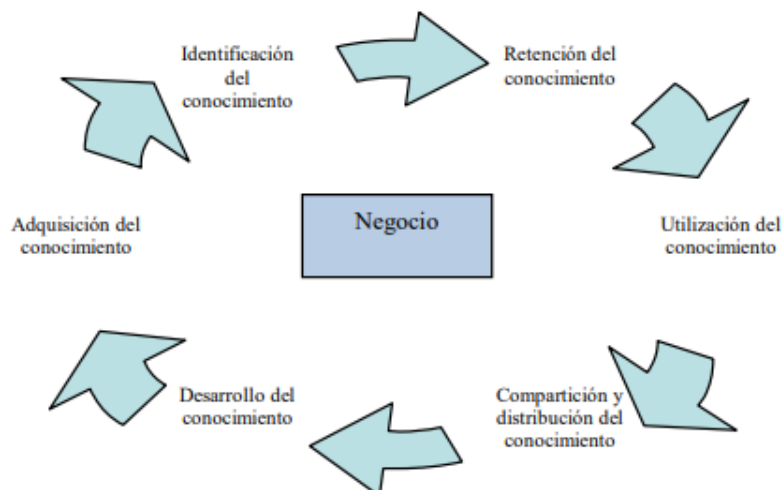 Identificación
del
conocimiento
Retención del
conocimiento
Adquisición del
conocimiento
Negocio
Utilización del
conocimiento
Desarrollo del
conocimiento
Compartición y
distribución del
conocimiento